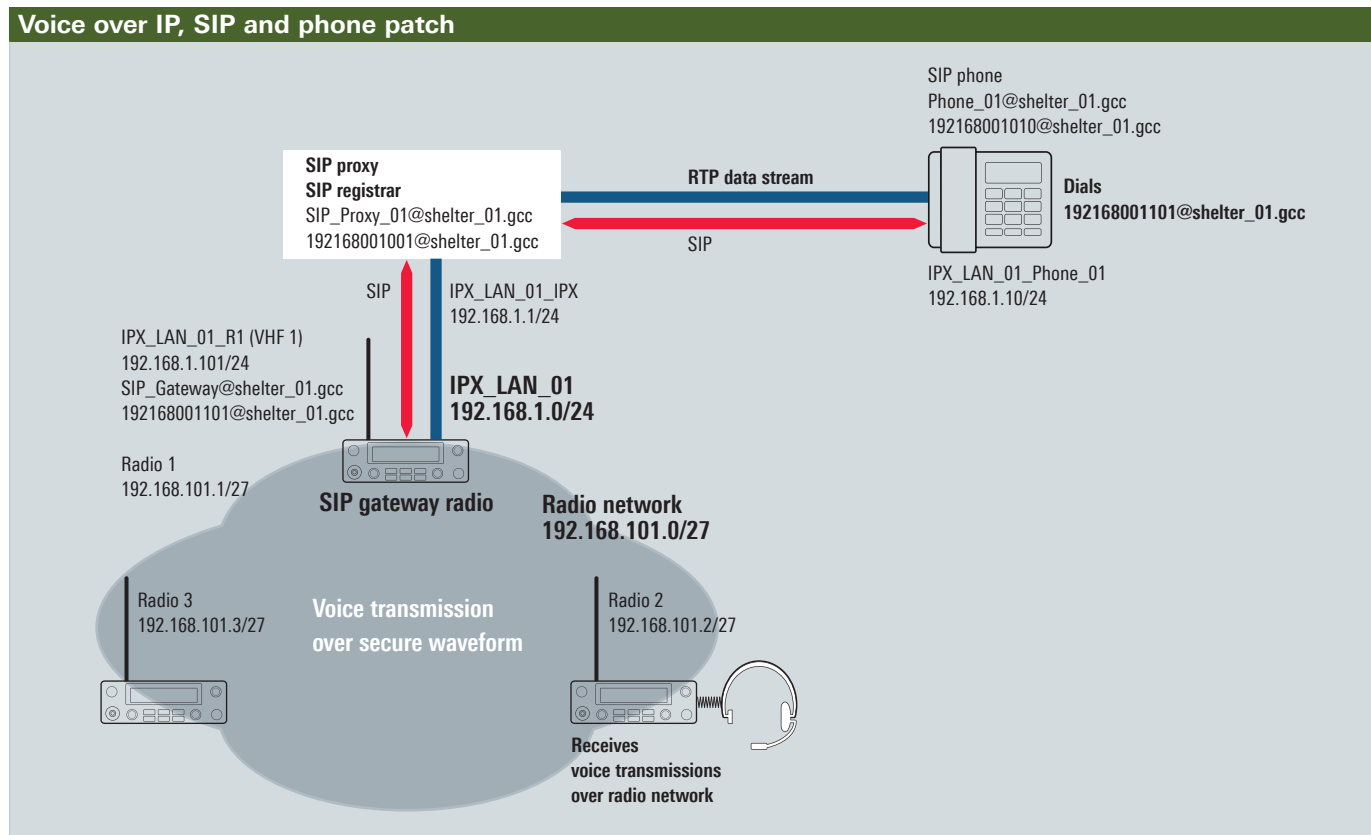 Voice over IP, SIP and phone patch
SIP phone
Phone_01@shelter_01.gcc
192168001010@shelter_01.gcc
SIP proxy
SIP registrar
SIP_Proxy_01@shelter_01.gcc
192168001001@shelter_01.gcc
RTP data stream
SIP
Dials
192168001101@shelter_01.gcc
IPX_LAN_01_Phone_01
192.168.1.10/24
SIP
IPX_LAN_01_IPX
192.168.1.1/24
IPX_LAN_01_R1 (VHF 1)
192.168.1.101/24
SIP_Gateway@shelter_01.gcc
192168001101@shelter_01.gcc
IPX_LAN_01
192.168.1.0/24
Radio 1
192.168.101.1/27
SIP gateway radio
Radio network
192.168.101.0/27
Radio 3
192.168.101.3/27
Voice transmission
over secure waveform
Radio 2
192.168.101.2/27
Receives
voice transmissions
over radio network